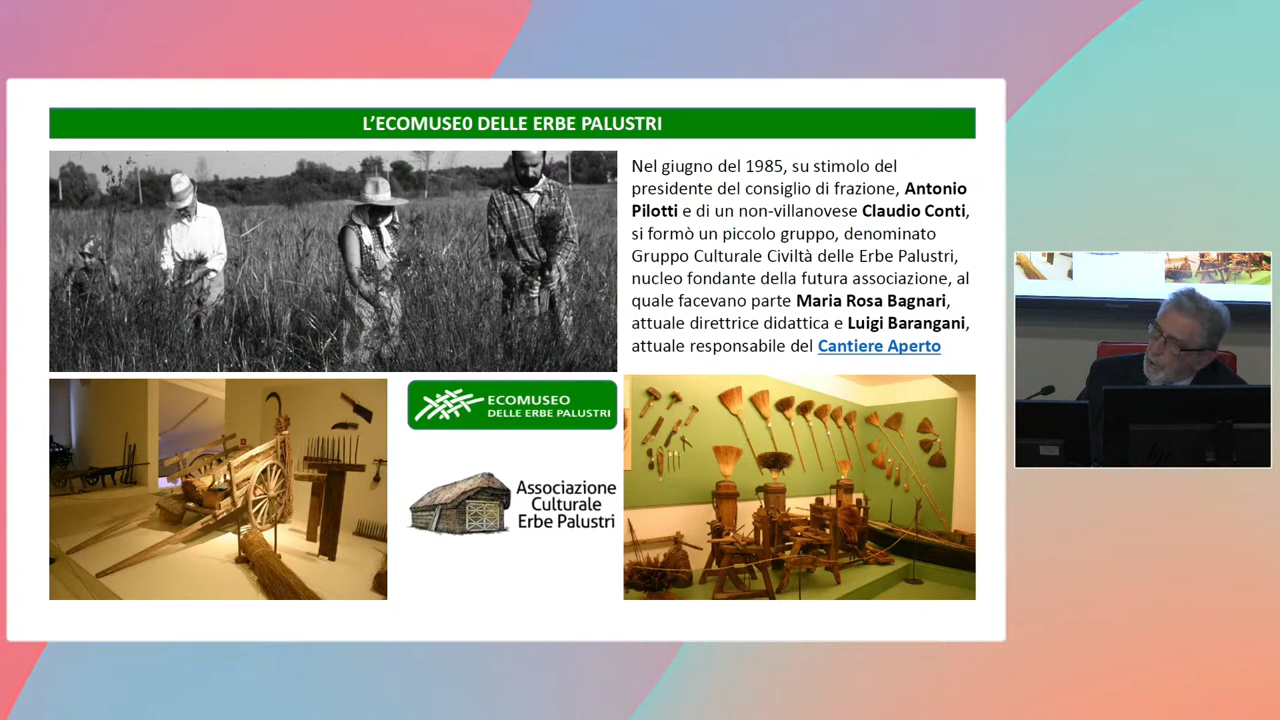 L’ECOMUSE0 DELLE ERBE PALUSTRI
Nel giugno del 1985, su stimolo del
presidente del consiglio di frazione, Antonio
Pilotti e di un non-villanovese Claudio Conti,
si formò un piccolo gruppo, denominato
Gruppo Culturale Civiltà delle Erbe Palustri,
nucleo fondante della futura associazione, al
quale facevano parte Maria Rosa Bagnari,
attuale direttrice didattica e Luigi Barangani,
attuale responsabile del Cantiere Aperto
ECOMUSEO
DELLE ERBE PALUSTRI
Associazione
Culturale
Erbe Palustri